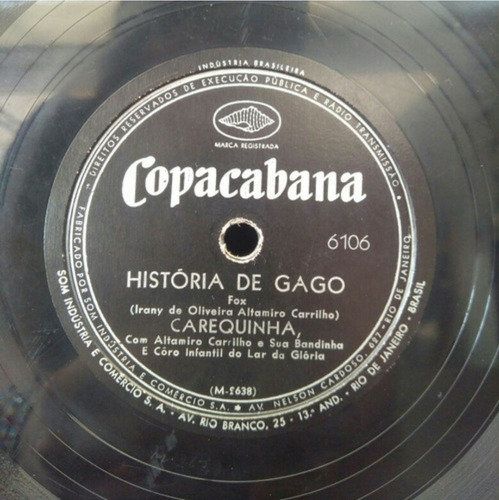 INDÚSTRIA BRASILEIRA
DIREITOS RESERVADOS DE EXECUÇÃO PÚBLICA E RÁDIO TRANSMISSÃO
MARCA REGISTRADA
Copacabana
6106
HISTÓRIA DE GAGO
Fox
(Irany de Oliveira Altamiro Carrilho)
CAREQUINHA,
Com Altamiro Carrilho e Sua Bandinha
E Côro Infantil do Lar da Glória
(M-1638)
FABRICADO POR SOM INDÚSTRIA E COMÉRCIO S.A. ★ AV. NELSON CARDOSO, 687 - RIO DE JANEIRO
SOM INDÚSTRIA E COMÉRCIO S. A. - AV. RIO BRANCO, 25 - 13.º AND. - RIO DE JANEIRO - BRASIL